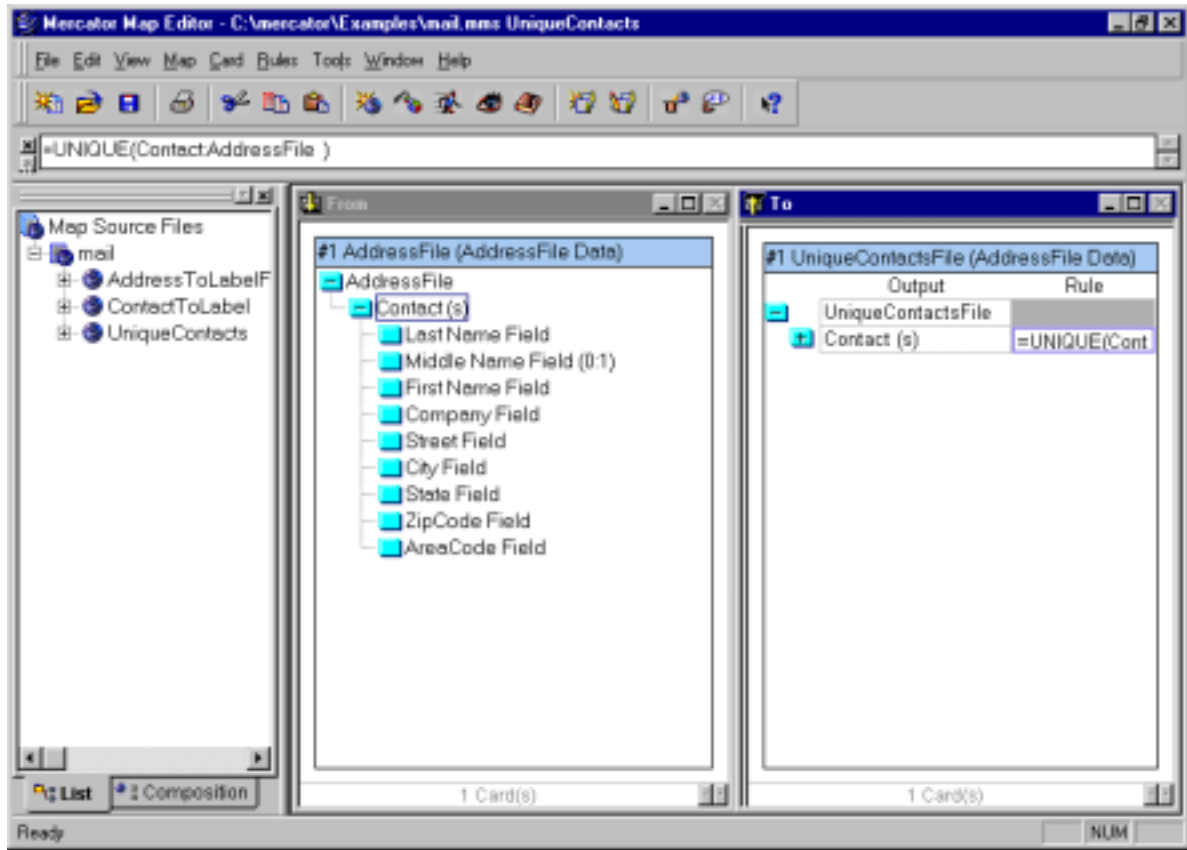 Mercator Map Editor - C:\mercator\Examples\mail.mms UniqueContacts
File Edit View Map Card Rules Tools Window Help
=UNIQUE(Contact:AddressFile )
Map Source Files
mail
AddressToLabelF
ContactToLabel
UniqueContacts
List
Composition
From
#1 AddressFile (AddressFile Data)
AddressFile
Contact (s)
LastName Field
Middle Name Field (0:1)
First Name Field
Company Field
Street Field
City Field
State Field
ZipCode Field
AreaCode Field
1 Card(s)
To
#1 UniqueContactsFile (AddressFile Data)
Output Rule
UniqueContactsFile
Contact (s) =UNIQUE(Cont
1 Card(s)
Ready NUM